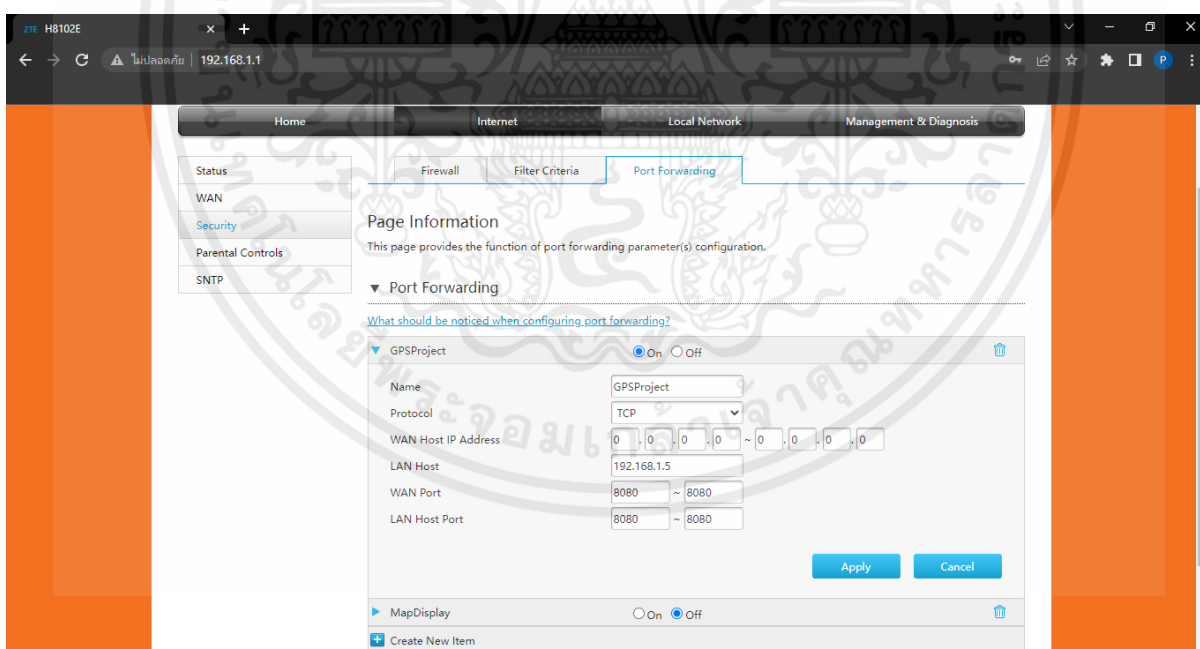 ZTE H8102E
ไม่ปลอดภัย 192.168.1.1
P
Home Internet Local Network Management & Diagnosis
Status
WAN
Security
Parental Controls
SNTP
Firewall Filter Criteria Port Forwarding
Page Information
This page provides the function of port forwarding parameter(s) configuration.
Port Forwarding
What should be noticed when configuring port forwarding?
GPSProject On Off
Name GPSProject
Protocol TCP
WAN Host IP Address 0 . 0 . 0 . 0 ~ 0 . 0 . 0 . 0
LAN Host 192.168.1.5
WAN Port 8080 ~ 8080
LAN Host Port 8080 ~ 8080
Apply Cancel
MapDisplay On Off
Create New Item